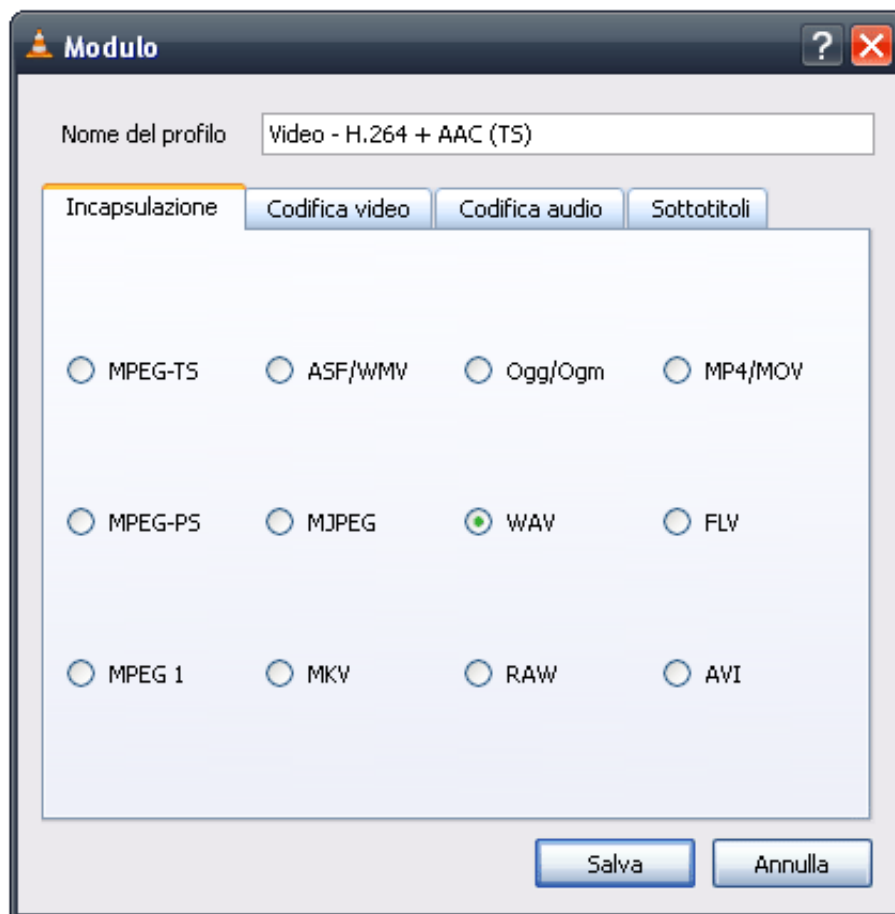 Modulo
Nome del profilo Video - H.264 + AAC (TS)
Incapsulazione Codifica video Codifica audio Sottotitoli
MPEG-TS ASF/WMV Ogg/Ogm MP4/MOV
MPEG-PS MJPEG WAV FLV
MPEG 1 MKV RAW AVI
Salva Annulla